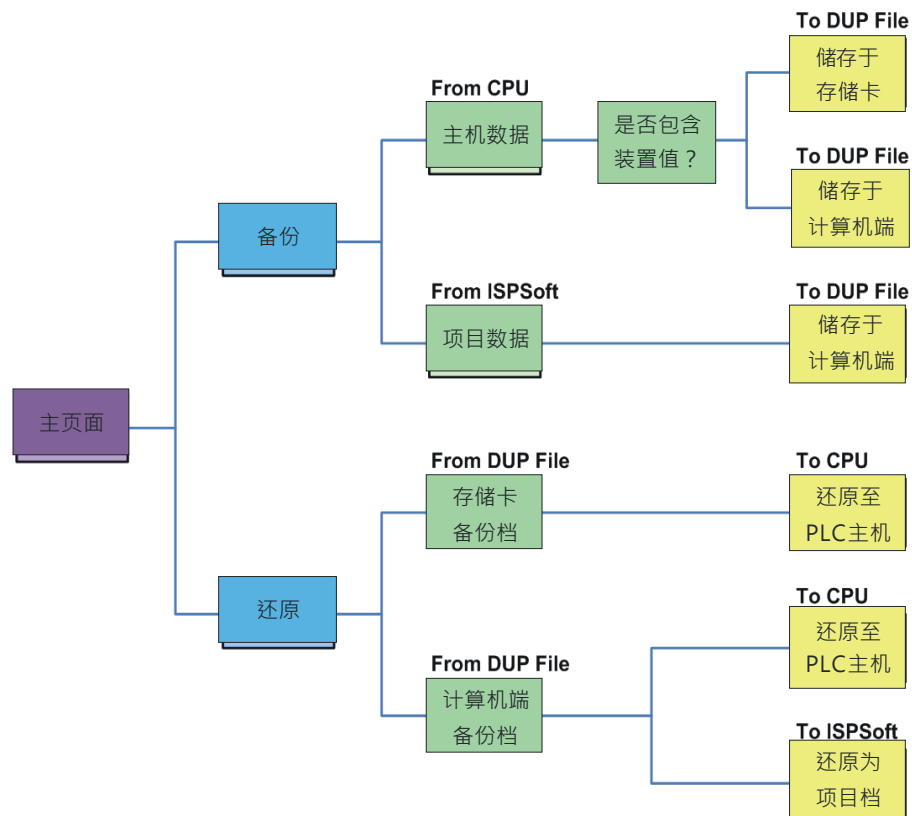 To DUP File
储存于
存储卡
From CPU
主机数据
是否包含
装置值？
To DUP File
储存于
计算机端
备份
From ISPSoft
项目数据
To DUP File
储存于
计算机端
主页面
From DUP File
存储卡
备份档
To CPU
还原至
PLC主机
还原
To CPU
还原至
PLC主机
From DUP File
计算机端
备份档
To ISPSoft
还原为
项目档